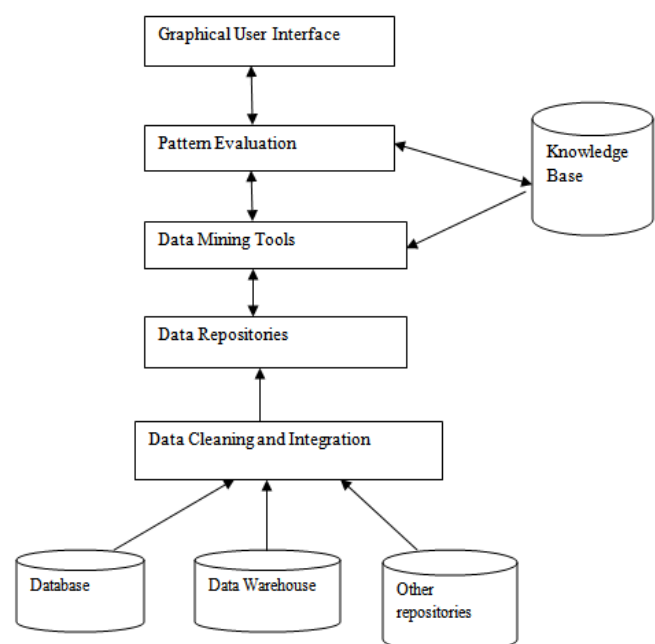 Graphical User Interface
Pattern Evaluation
Knowledge
Base
Data Mining Tools
Data Repositories
Data Cleaning and Integration
Database
Data Warehouse
Other
repositories